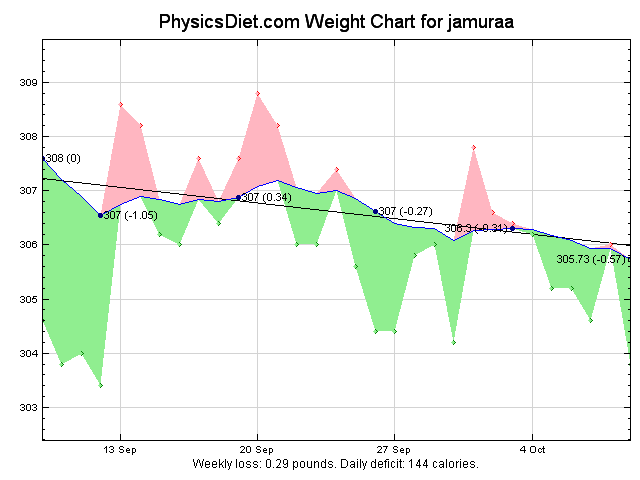 PhysicsDiet.com Weight Chart for jamuraa
309
308
308 (0)
307
307 (-1.05)
307 (0.34)
307 (-0.27)
306.3 (-0.31)
306
305.73 (-0.57)
305
304
303
13 Sep
20 Sep
27 Sep
4 Oct
Weekly loss: 0.29 pounds. Daily deficit: 144 calories.